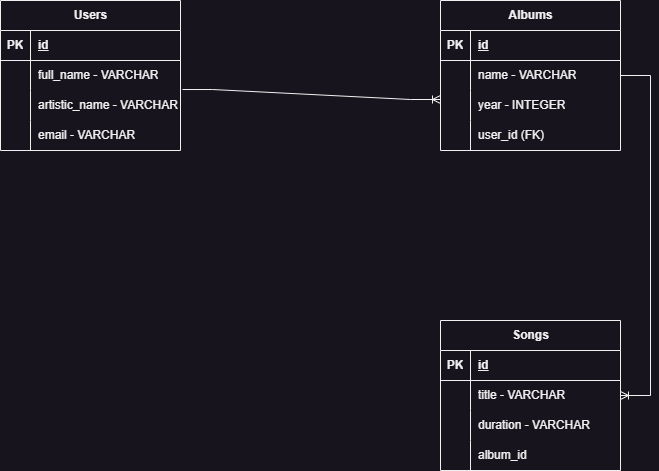 Users
PK id
full_name - VARCHAR
artistic_name - VARCHAR
email - VARCHAR
Albums
PK id
name - VARCHAR
year - INTEGER
user_id (FK)
Songs
PK id
title - VARCHAR
duration - VARCHAR
album_id